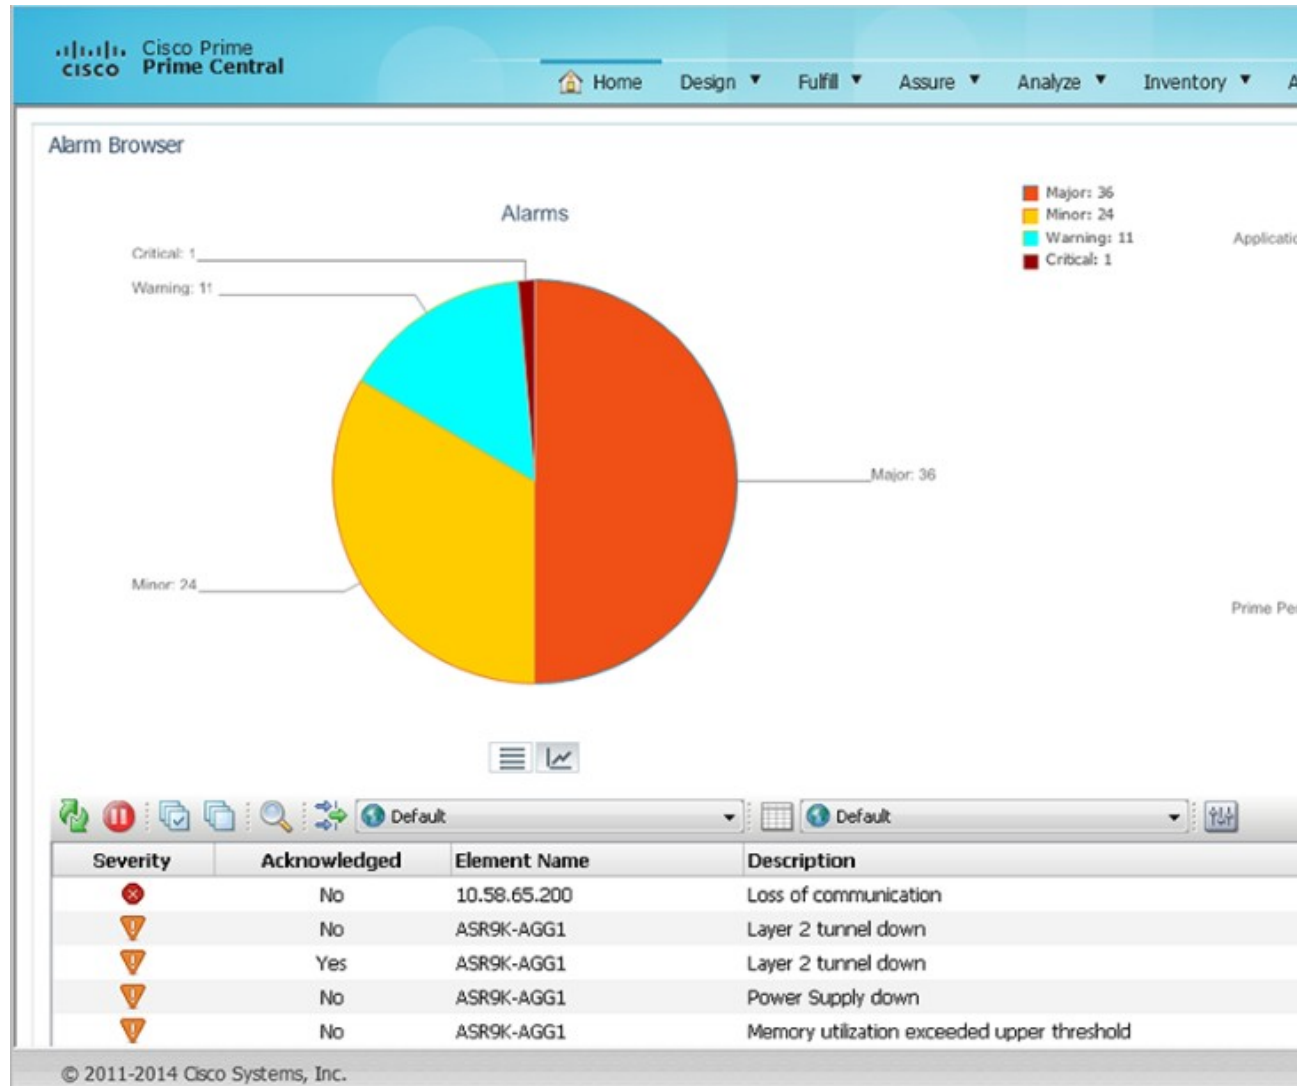 Cisco Prime
CISCO Prime Central
Home Design Fulfill Assure Analyze Inventory A
Alarm Browser
Alarms
Major: 36
Minor: 24
Warning: 11
Critical: 1
Critical: 1
Warning: 11
Major: 36
Minor: 24
Applicatio
Prime Per
Default Default
Severity Acknowledged Element Name Description
No 10.58.65.200 Loss of communication
No ASR9K-AGG1 Layer 2 tunnel down
Yes ASR9K-AGG1 Layer 2 tunnel down
No ASR9K-AGG1 Power Supply down
No ASR9K-AGG1 Memory utilization exceeded upper threshold
© 2011-2014 Cisco Systems, Inc.